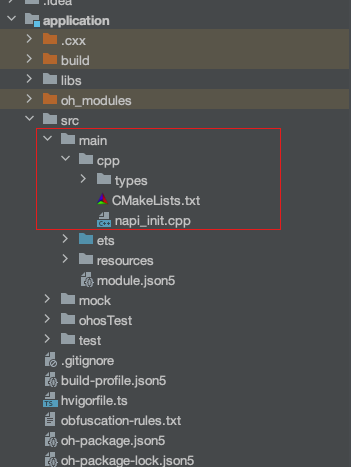 .idea
application
.cxx
build
libs
oh_modules
src
main
cpp
types
CMakeLists.txt
napi_init.cpp
ets
resources
module.json5
mock
ohosTest
test
.gitignore
build-profile.json5
hvigorfile.ts
obfuscation-rules.txt
oh-package.json5
oh-package-lock.json5